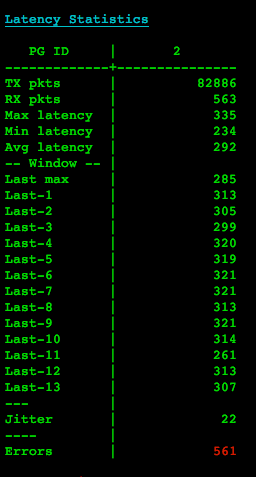 Latency Statistics
PG ID | 2
--------------+----------------
TX pkts | 82886
RX pkts | 563
Max latency | 335
Min latency | 234
Avg latency | 292
-- Window -- |
Last max | 285
Last-1 | 313
Last-2 | 305
Last-3 | 299
Last-4 | 320
Last-5 | 319
Last-6 | 321
Last-7 | 321
Last-8 | 313
Last-9 | 321
Last-10 | 314
Last-11 | 261
Last-12 | 313
Last-13 | 307
--- |
Jitter | 22
---- |
Errors | 561